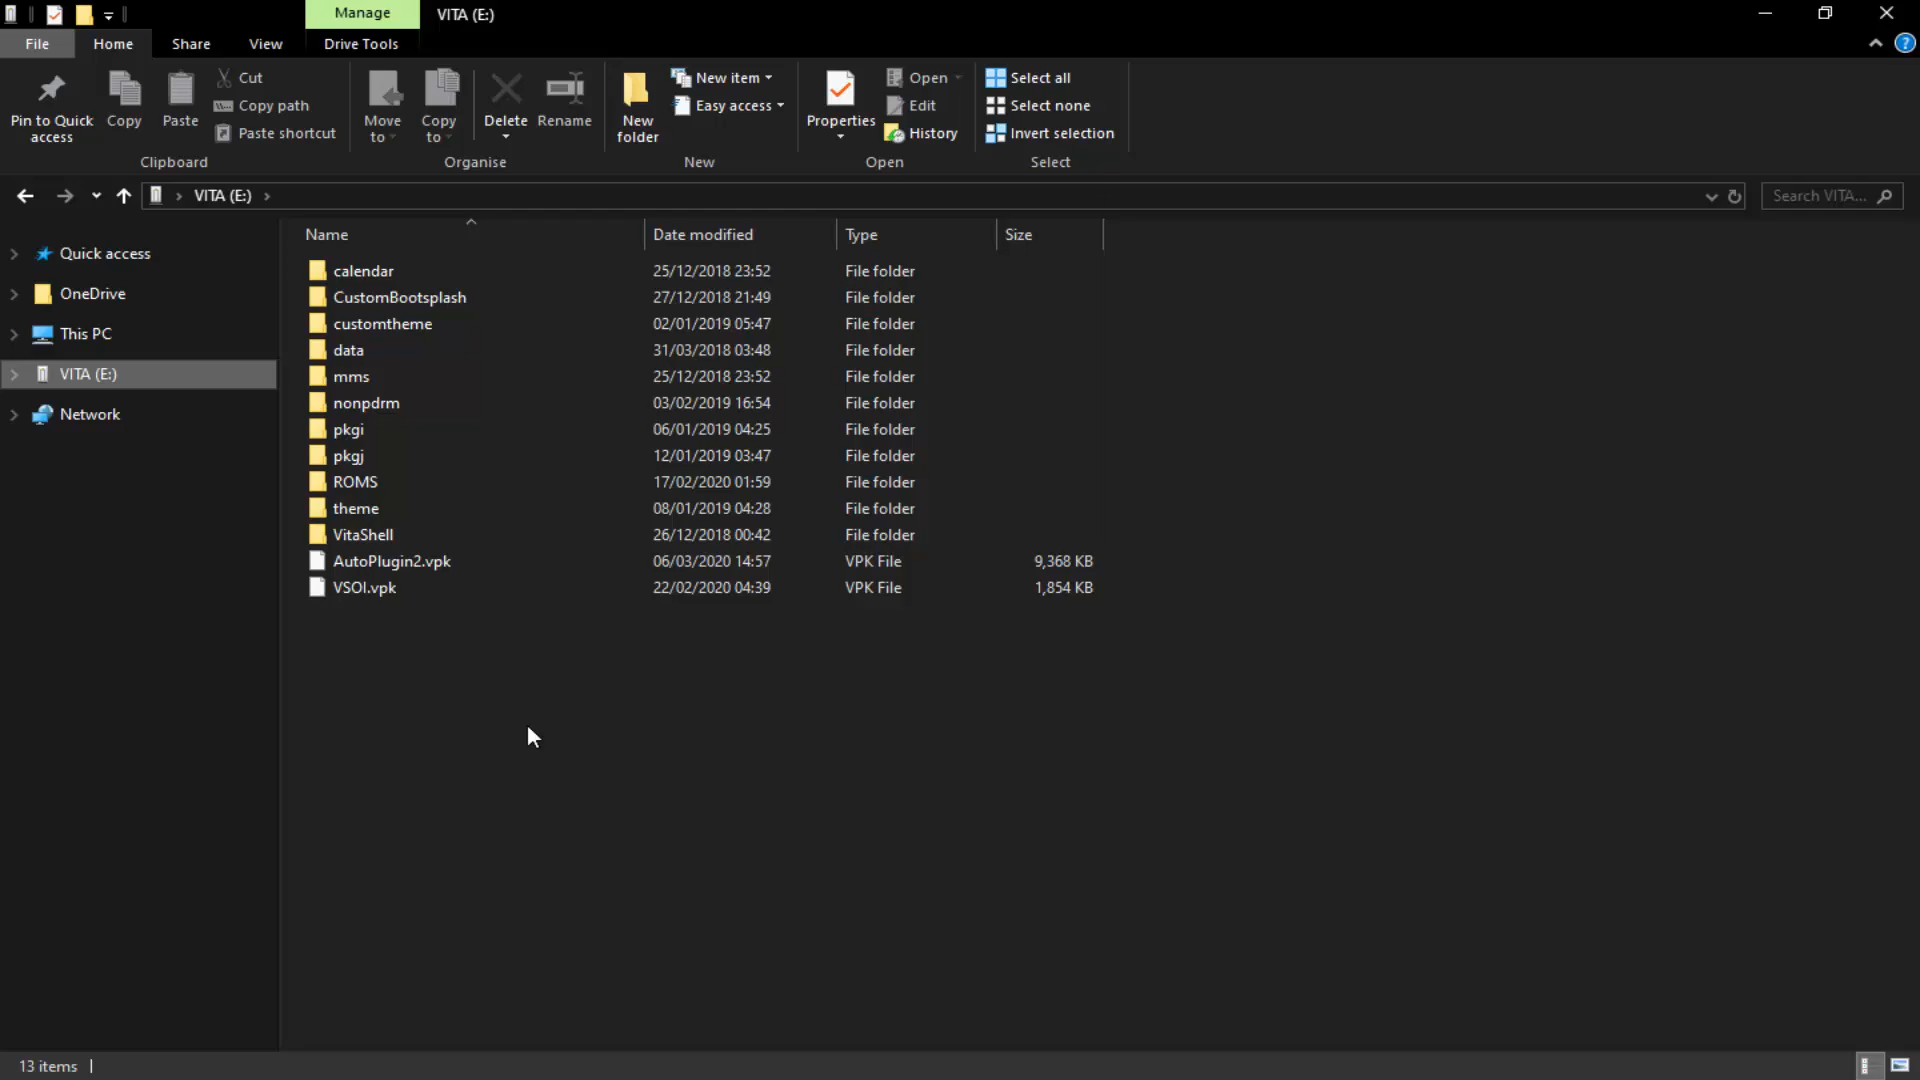 Manage
VITA (E:)
File
Home
Share
View
Drive Tools
Pin to Quick
access
Copy
Paste
Cut
Copy path
Paste shortcut
Clipboard
Move
to
Copy
to
Delete
Rename
Organise
New
folder
New item
Easy access
New
Properties
Open
Edit
History
Open
Select all
Select none
Invert selection
Select
VITA (E:)
Search VITA...
Quick access
OneDrive
This PC
VITA (E:)
Network
Name Date modified Type Size
calendar 25/12/2018 23:52 File folder
CustomBootsplash 27/12/2018 21:49 File folder
customtheme 02/01/2019 05:47 File folder
data 31/03/2018 03:48 File folder
mms 25/12/2018 23:52 File folder
nonpdrm 03/02/2019 16:54 File folder
pkgi 06/01/2019 04:25 File folder
pkgj 12/01/2019 03:47 File folder
ROMS 17/02/2020 01:59 File folder
theme 08/01/2019 04:28 File folder
VitaShell 26/12/2018 00:42 File folder
AutoPlugin2.vpk 06/03/2020 14:57 VPK File 9,368 KB
VSOI.vpk 22/02/2020 04:39 VPK File 1,854 KB
13 items